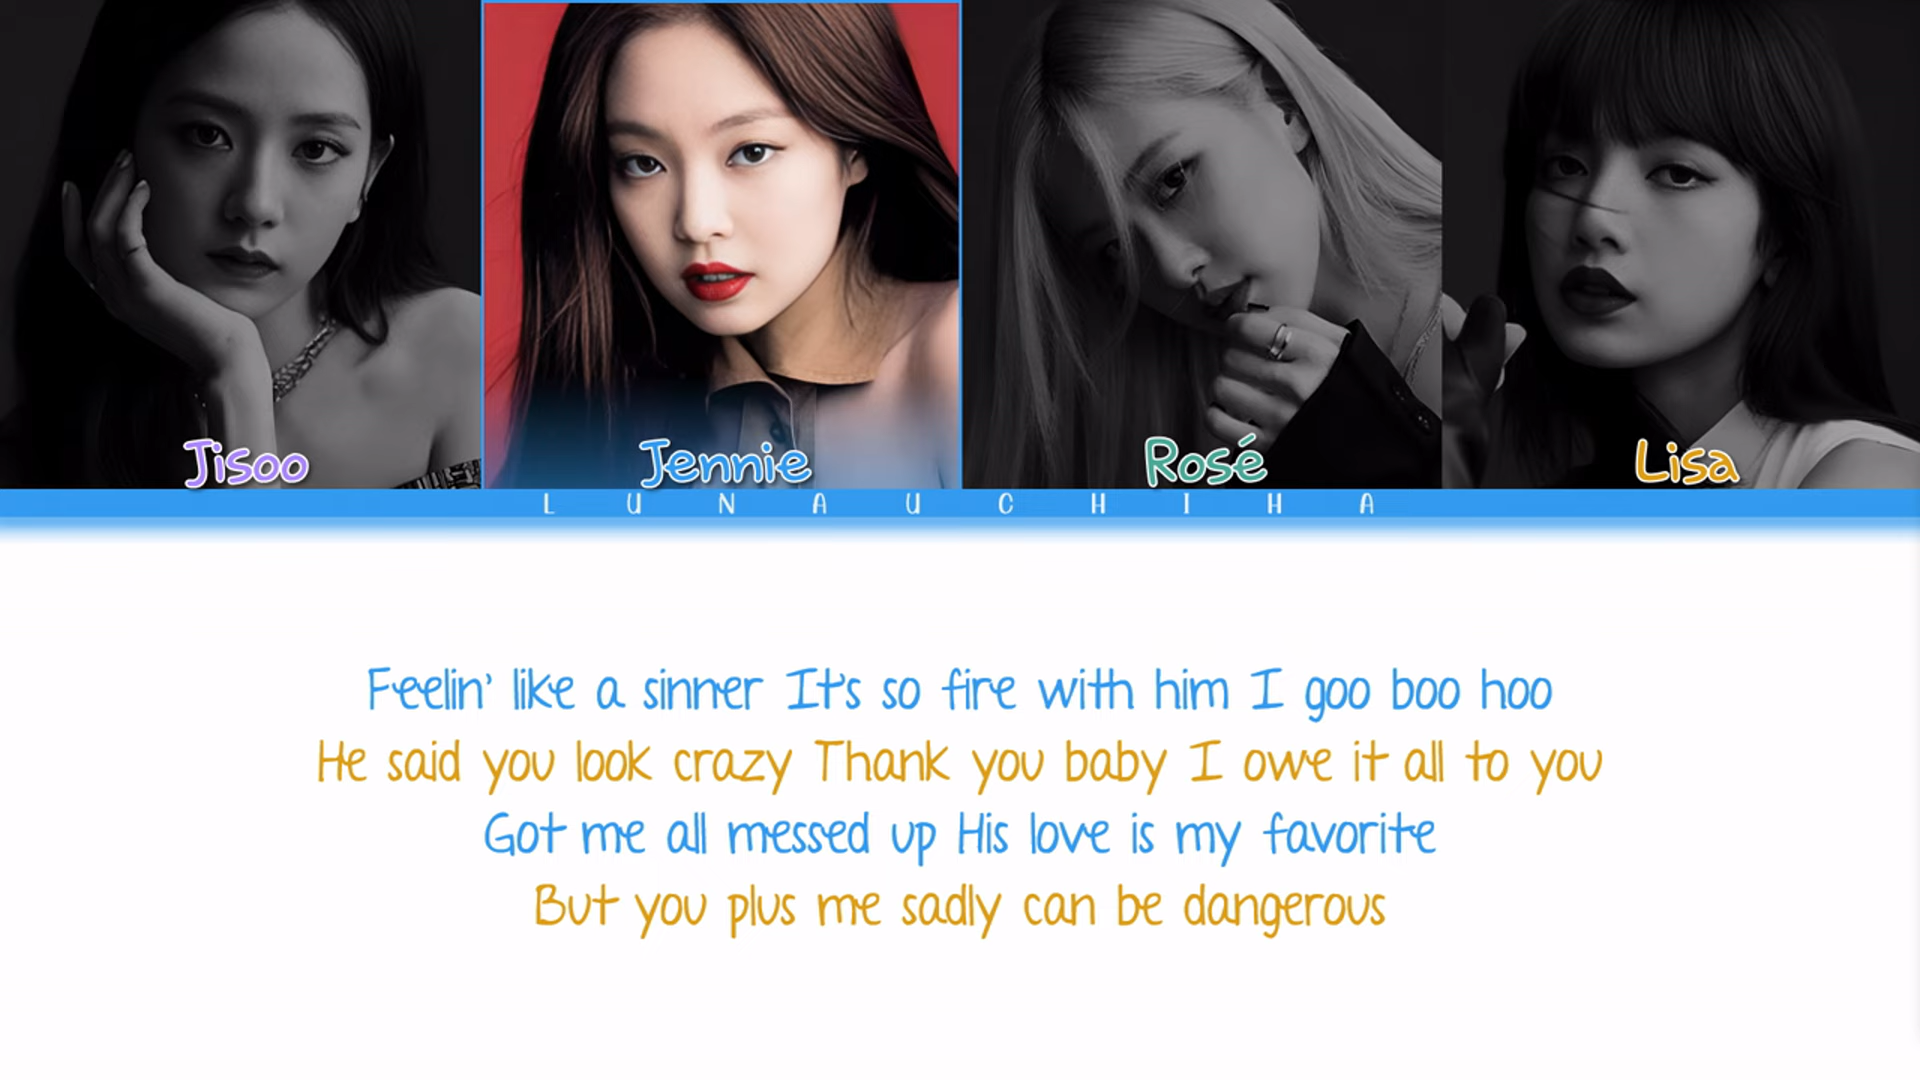 Jisoo Jennie Rosé Lisa
LUNAUCHIHA
Feelin' like a sinner It's so fire with him I goo boo hoo
He said you look crazy Thank you baby I owe it all to you
Got me all messed up His love is my favorite
But you plus me sadly can be dangerous